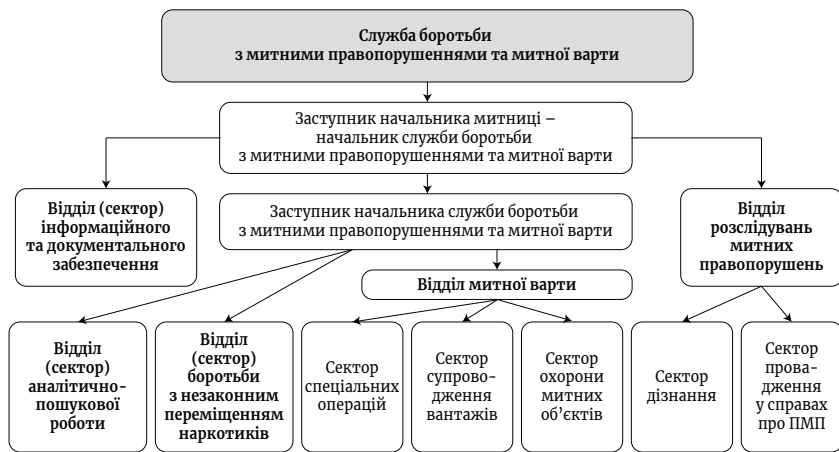 Служба боротьби
з митними правопорушеннями та митної варти
Заступник начальника митниці –
начальник служби боротьби
з митними правопорушеннями та митної варти
Відділ (сектор)
інформаційного
та документального
забезпечення
Заступник начальника служби боротьби
з митними правопорушеннями та митної варти
Відділ
розслідувань
митних
правопорушень
Відділ митної варти
Відділ
(сектор)
аналітично-
пошукової
роботи
Відділ
(сектор)
боротьби
з незаконним
переміщенням
наркотиків
Сектор
спеціальних
операцій
Сектор
супрово-
дження
вантажів
Сектор
охорони
митних
об’єктів
Сектор
дізнання
Сектор
прова-
дження
у справах
про ПМП